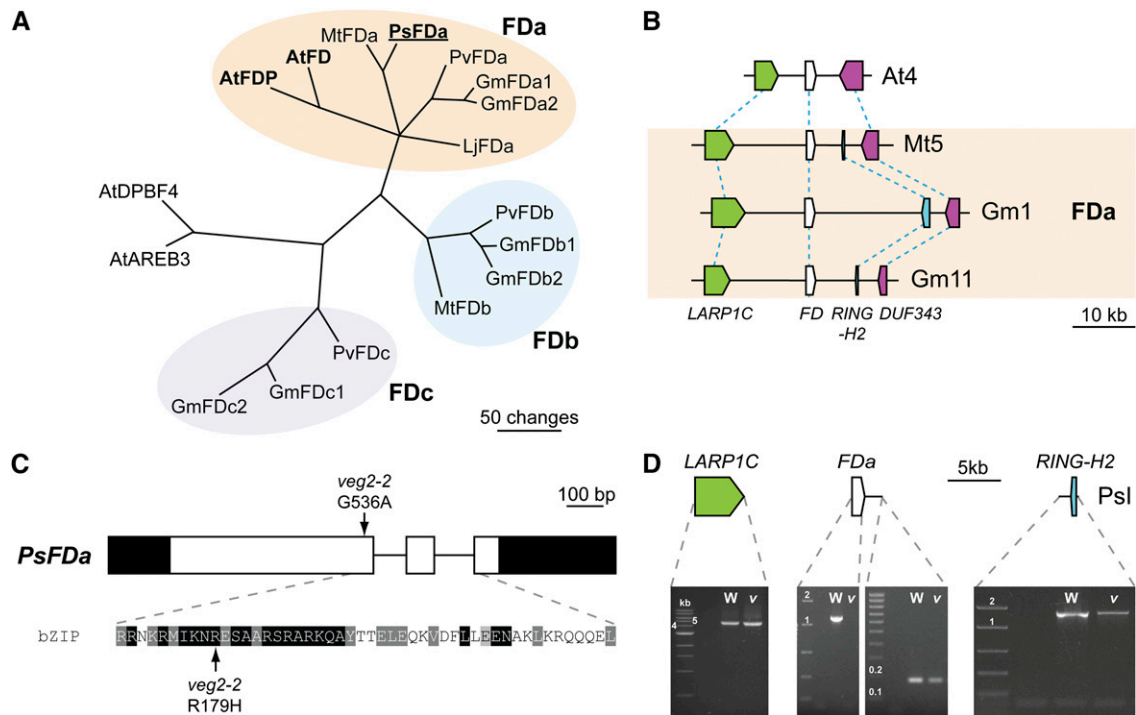 A
FDa
MtFDa
PsFDa
AtFD
PvFDa
AtFDP
GmFDa1
GmFDa2
LjFDa
AtDPBF4
AtAREB3
PvFDb
GmFDb1
GmFDb2
MtFDb
FDb
PvFDc
GmFDc1
GmFDc2
FDc
50 changes
B
At4
Mt5
Gm1
FDa
Gm11
LARP1C
FD
RING
-H2
DUF343
10 kb
C
veg2-2
G536A
100 bp
PsFDa
bZIP
RRNKRMIKNRESAARSRARKQAYTTELEQKVDFLLEENAKLKRQQQEL
veg2-2
R179H
D
LARP1C
FDa
5kb
RING-H2
PsI
kb
4
5
W
v
2
1
W
v
W
v
0.2
0.1
2
1
W
v